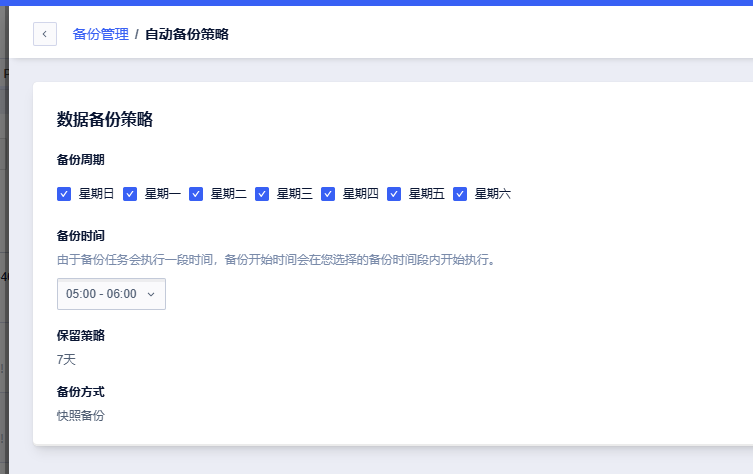 备份管理 / 自动备份策略
数据备份策略
备份周期
星期日 星期一 星期二 星期三 星期四 星期五 星期六
备份时间
由于备份任务会执行一段时间，备份开始时间会在您选择的备份时间段内开始执行。
05:00 - 06:00
保留策略
7天
备份方式
快照备份